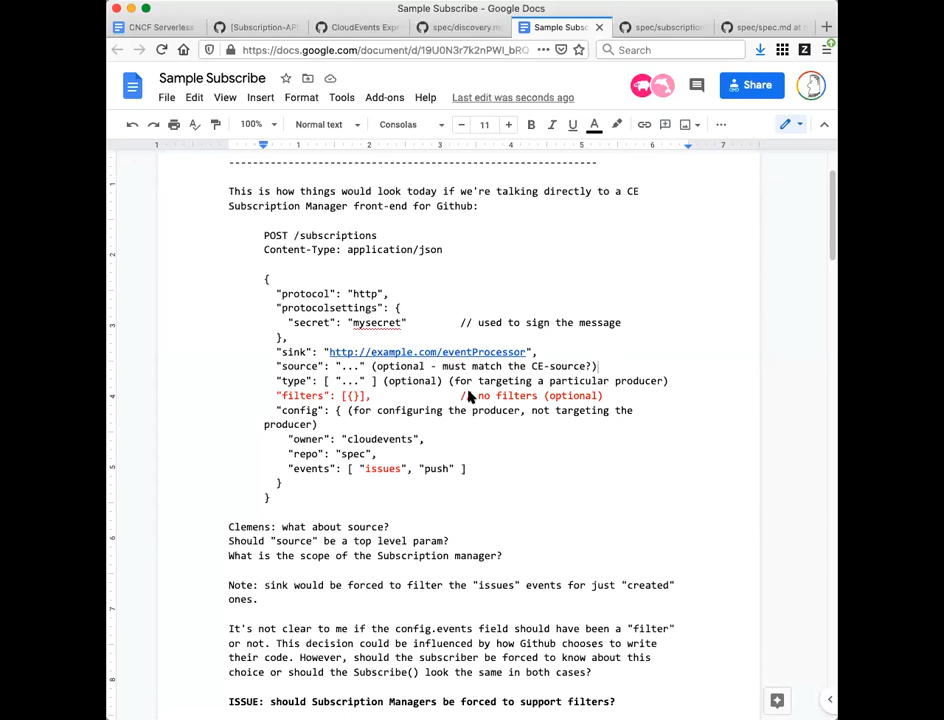 Sample Subscribe - Google Docs
CNCF Serverless
[Subscription-API
CloudEvents Exp
spec/discovery.m
Sample Subsc
spec/subscription
spec/spec.md at m
https://docs.google.com/document/d/19U0N3r7k2nPWI_bRO
Search
Sample Subscribe
File Edit View Insert Format Tools Add-ons Help Last edit was seconds ago
Share
100% Normal text Consolas − 11 + B I U A
1 1 2 3 4 5 6 7
------------------------------------------------------------
This is how things would look today if we're talking directly to a CE
Subscription Manager front-end for Github:
POST /subscriptions
Content-Type: application/json
{
"protocol": "http",
"protocolsettings": {
"secret": "mysecret" // used to sign the message
},
"sink": "http://example.com/eventProcessor",
"source": "..." (optional - must match the CE-source?)
"type": [ "..." ] (optional) (for targeting a particular producer)
"filters": [{}], // no filters (optional)
"config": { (for configuring the producer, not targeting the
producer)
"owner": "cloudevents",
"repo": "spec",
"events": [ "issues", "push" ]
}
}
Clemens: what about source?
Should "source" be a top level param?
What is the scope of the Subscription manager?
Note: sink would be forced to filter the "issues" events for just "created"
ones.
It's not clear to me if the config.events field should have been a "filter"
or not. This decision could be influenced by how Github chooses to write
their code. However, should the subscriber be forced to know about this
choice or should the Subscribe() look the same in both cases?
ISSUE: should Subscription Managers be forced to support filters?